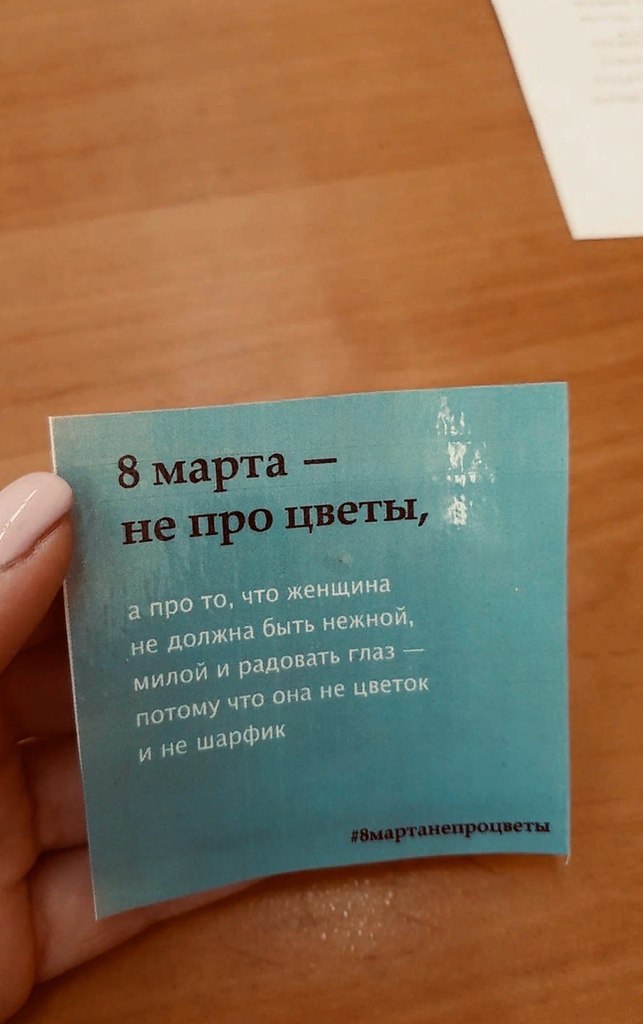 8 марта —
не про цветы,
а про то, что женщина
не должна быть нежной,
милой и радовать глаз —
потому что она не цветок
и не шарфик
#8мартанепроцветы